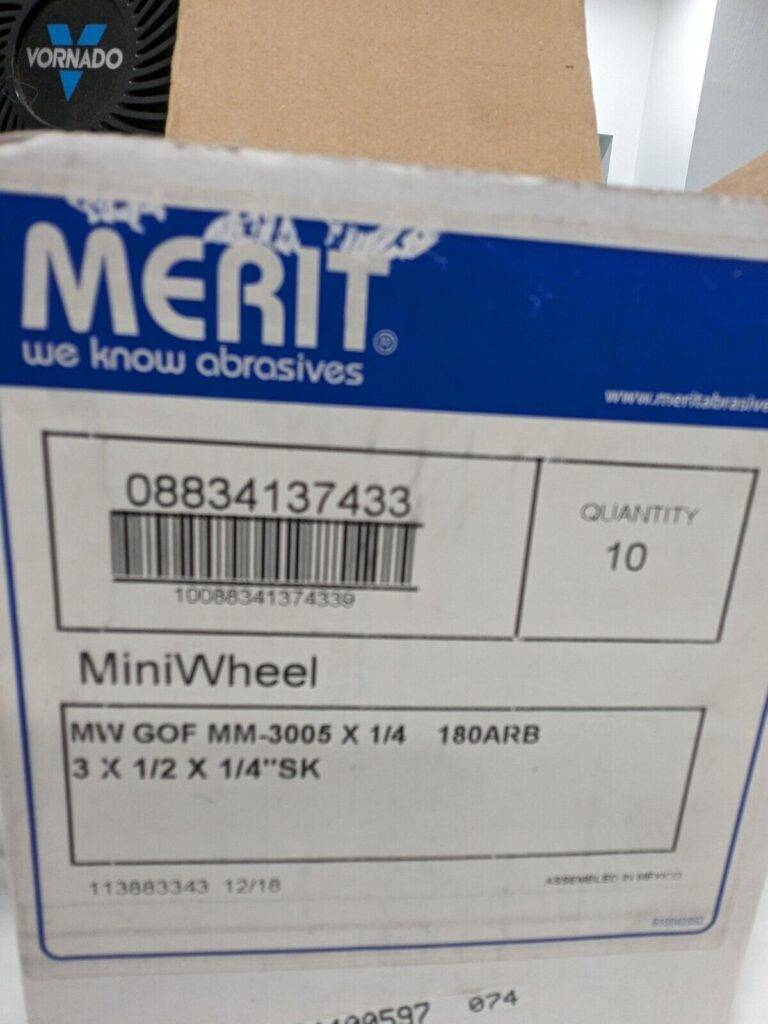 VORNADO
MERIT®
we know abrasives
www.meritabrasive
08834137433
QUANTITY
10
10088341374339
MiniWheel
MW GOF MM-3005 X 1/4 180ARB
3 X 1/2 X 1/4"SK
113883343 12/18
ASSEMBLED IN MEXICO
074